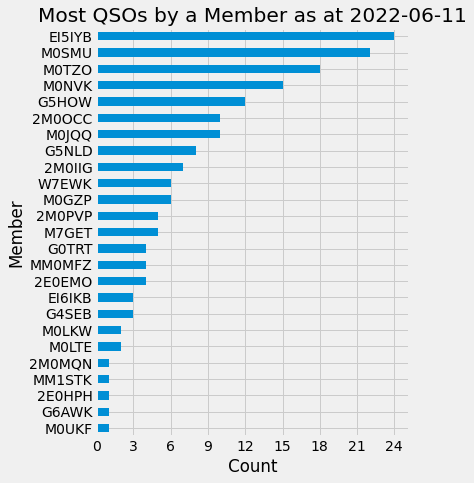 Most QSOs by a Member as at 2022-06-11
EI5IYB
M0SMU
M0TZO
M0NVK
G5HOW
2M0OCC
M0JQQ
G5NLD
2M0IIG
W7EWK
M0GZP
2M0PVP
M7GET
G0TRT
MM0MFZ
2E0EMO
EI6IKB
G4SEB
M0LKW
M0LTE
2M0MQN
MM1STK
2E0HPH
G6AWK
M0UKF
Member
0 3 6 9 12 15 18 21 24
Count